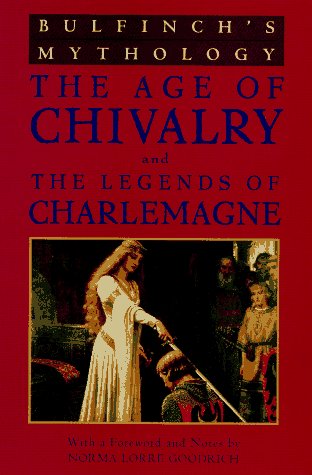 BULFINCH'S
MYTHOLOGY
THE AGE OF
CHIVALRY
and
THE LEGENDS OF
CHARLEMAGNE
With a Foreword and Notes by
NORMA LORRE GOODRICH